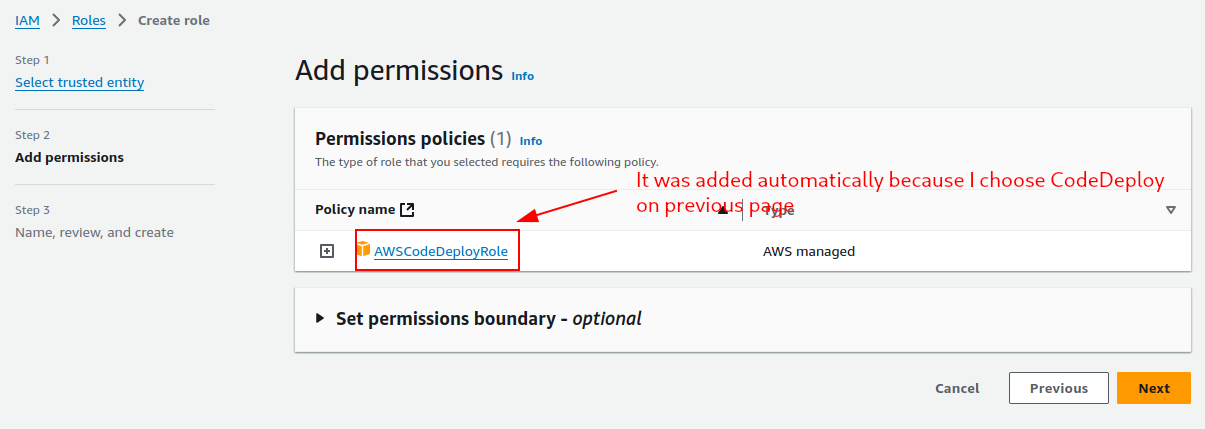 IAM > Roles > Create role
Step 1
Select trusted entity
Step 2
Add permissions
Step 3
Name, review, and create
Add permissions Info
Permissions policies (1) Info
The type of role that you selected requires the following policy.
It was added automatically because I choose CodeDeploy
on previous page
Policy name
Type
AWSCodeDeployRole
AWS managed
Set permissions boundary - optional
Cancel
Previous
Next